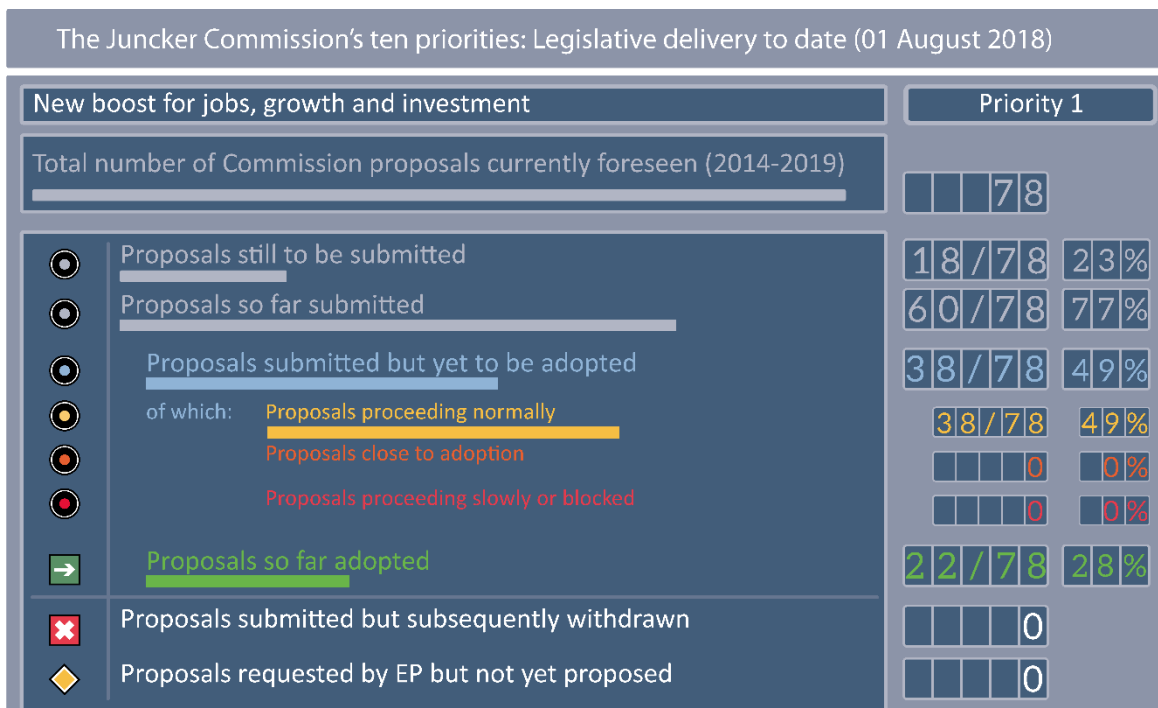 The Juncker Commission's ten priorities: Legislative delivery to date (01 August 2018)
New boost for jobs, growth and investment Priority 1
Total number of Commission proposals currently foreseen (2014-2019) 78
Proposals still to be submitted 18/78 23%
Proposals so far submitted 60/78 77%
Proposals submitted but yet to be adopted 38/78 49%
of which: Proposals proceeding normally 38/78 49%
Proposals close to adoption 0 0%
Proposals proceeding slowly or blocked 0 0%
Proposals so far adopted 22/78 28%
Proposals submitted but subsequently withdrawn 0
Proposals requested by EP but not yet proposed 0